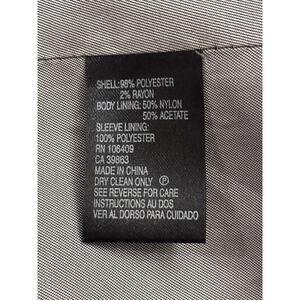 SHELL: 98% POLYESTER
2% RAYON
BODY LINING: 50% NYLON
50% ACETATE
SLEEVE LINING:
100% POLYESTER
RN 106409
CA 39863
MADE IN CHINA
DRY CLEAN ONLY Ⓟ
SEE REVERSE FOR CARE
INSTRUCTIONS AU DOS
VER AL DORSO PARA CUIDADO